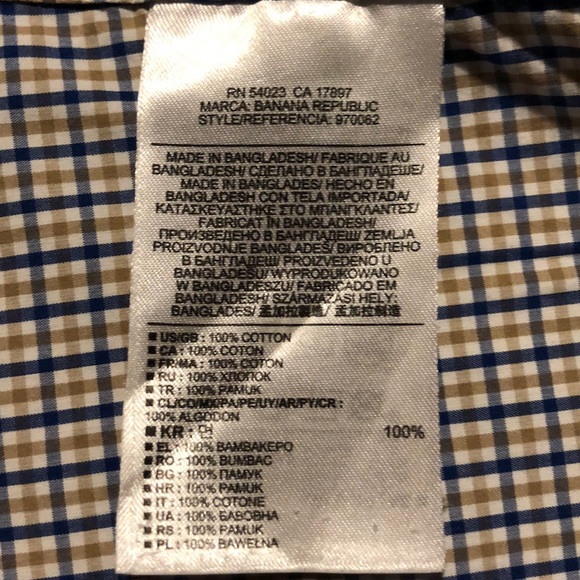 RN 54023 CA 17897
MARCA: BANANA REPUBLIC
STYLE/REFERENCIA: 970062
MADE IN BANGLADESH/ FABRIQUE AU
BANGLADESH/ СДЕЛАНО В БАНГЛАДЕШЕ/
MADE IN BANGLADES/ HECHO EN
BANGLADESH CON TELA IMPORTADA/
ΚΑΤΑΣΚΕΥΑΣΤΗΚΕ ΣΤΟ ΜΠΑΝΓΚΛΑΝΤΕΣ/
FABRICAT ÎN BANGLADESH/
ПРОИЗВЕДЕНО В БАНГЛАДЕШ/ ZEMLJA
PROIZVODNJE BANGLADEŠ/ ВИРОБЛЕНО
В БАНГЛАДЕШ/ PROIZVEDENO U
BANGLADEŠU/ WYPRODUKOWANO
W BANGLADESZU/ FABRICADO EM
BANGLADESH/ SZÁRMAZÁSI HELY:
BANGLADES/ 孟加拉製造/ 孟加拉制造
■ US/GB : 100% COTTON
■ CA : 100% COTON
■ FR/MA : 100% COTON
■ RU : 100% ХЛОПОК
■ TR : 100% PAMUK
■ CL/CO/MX/PA/PE/UY/AR/PY/CR :
100% ALGODON
■ KR : 면 100%
■ EL : 100% ΒΑΜΒΑΚΕΡΟ
■ RO : 100% BUMBAC
■ BG : 100% ПАМУК
■ HR : 100% PAMUK
■ IT : 100% COTONE
■ UA : 100% БАВОВНА
■ RS : 100% PAMUK
■ PL : 100% BAWEŁNA